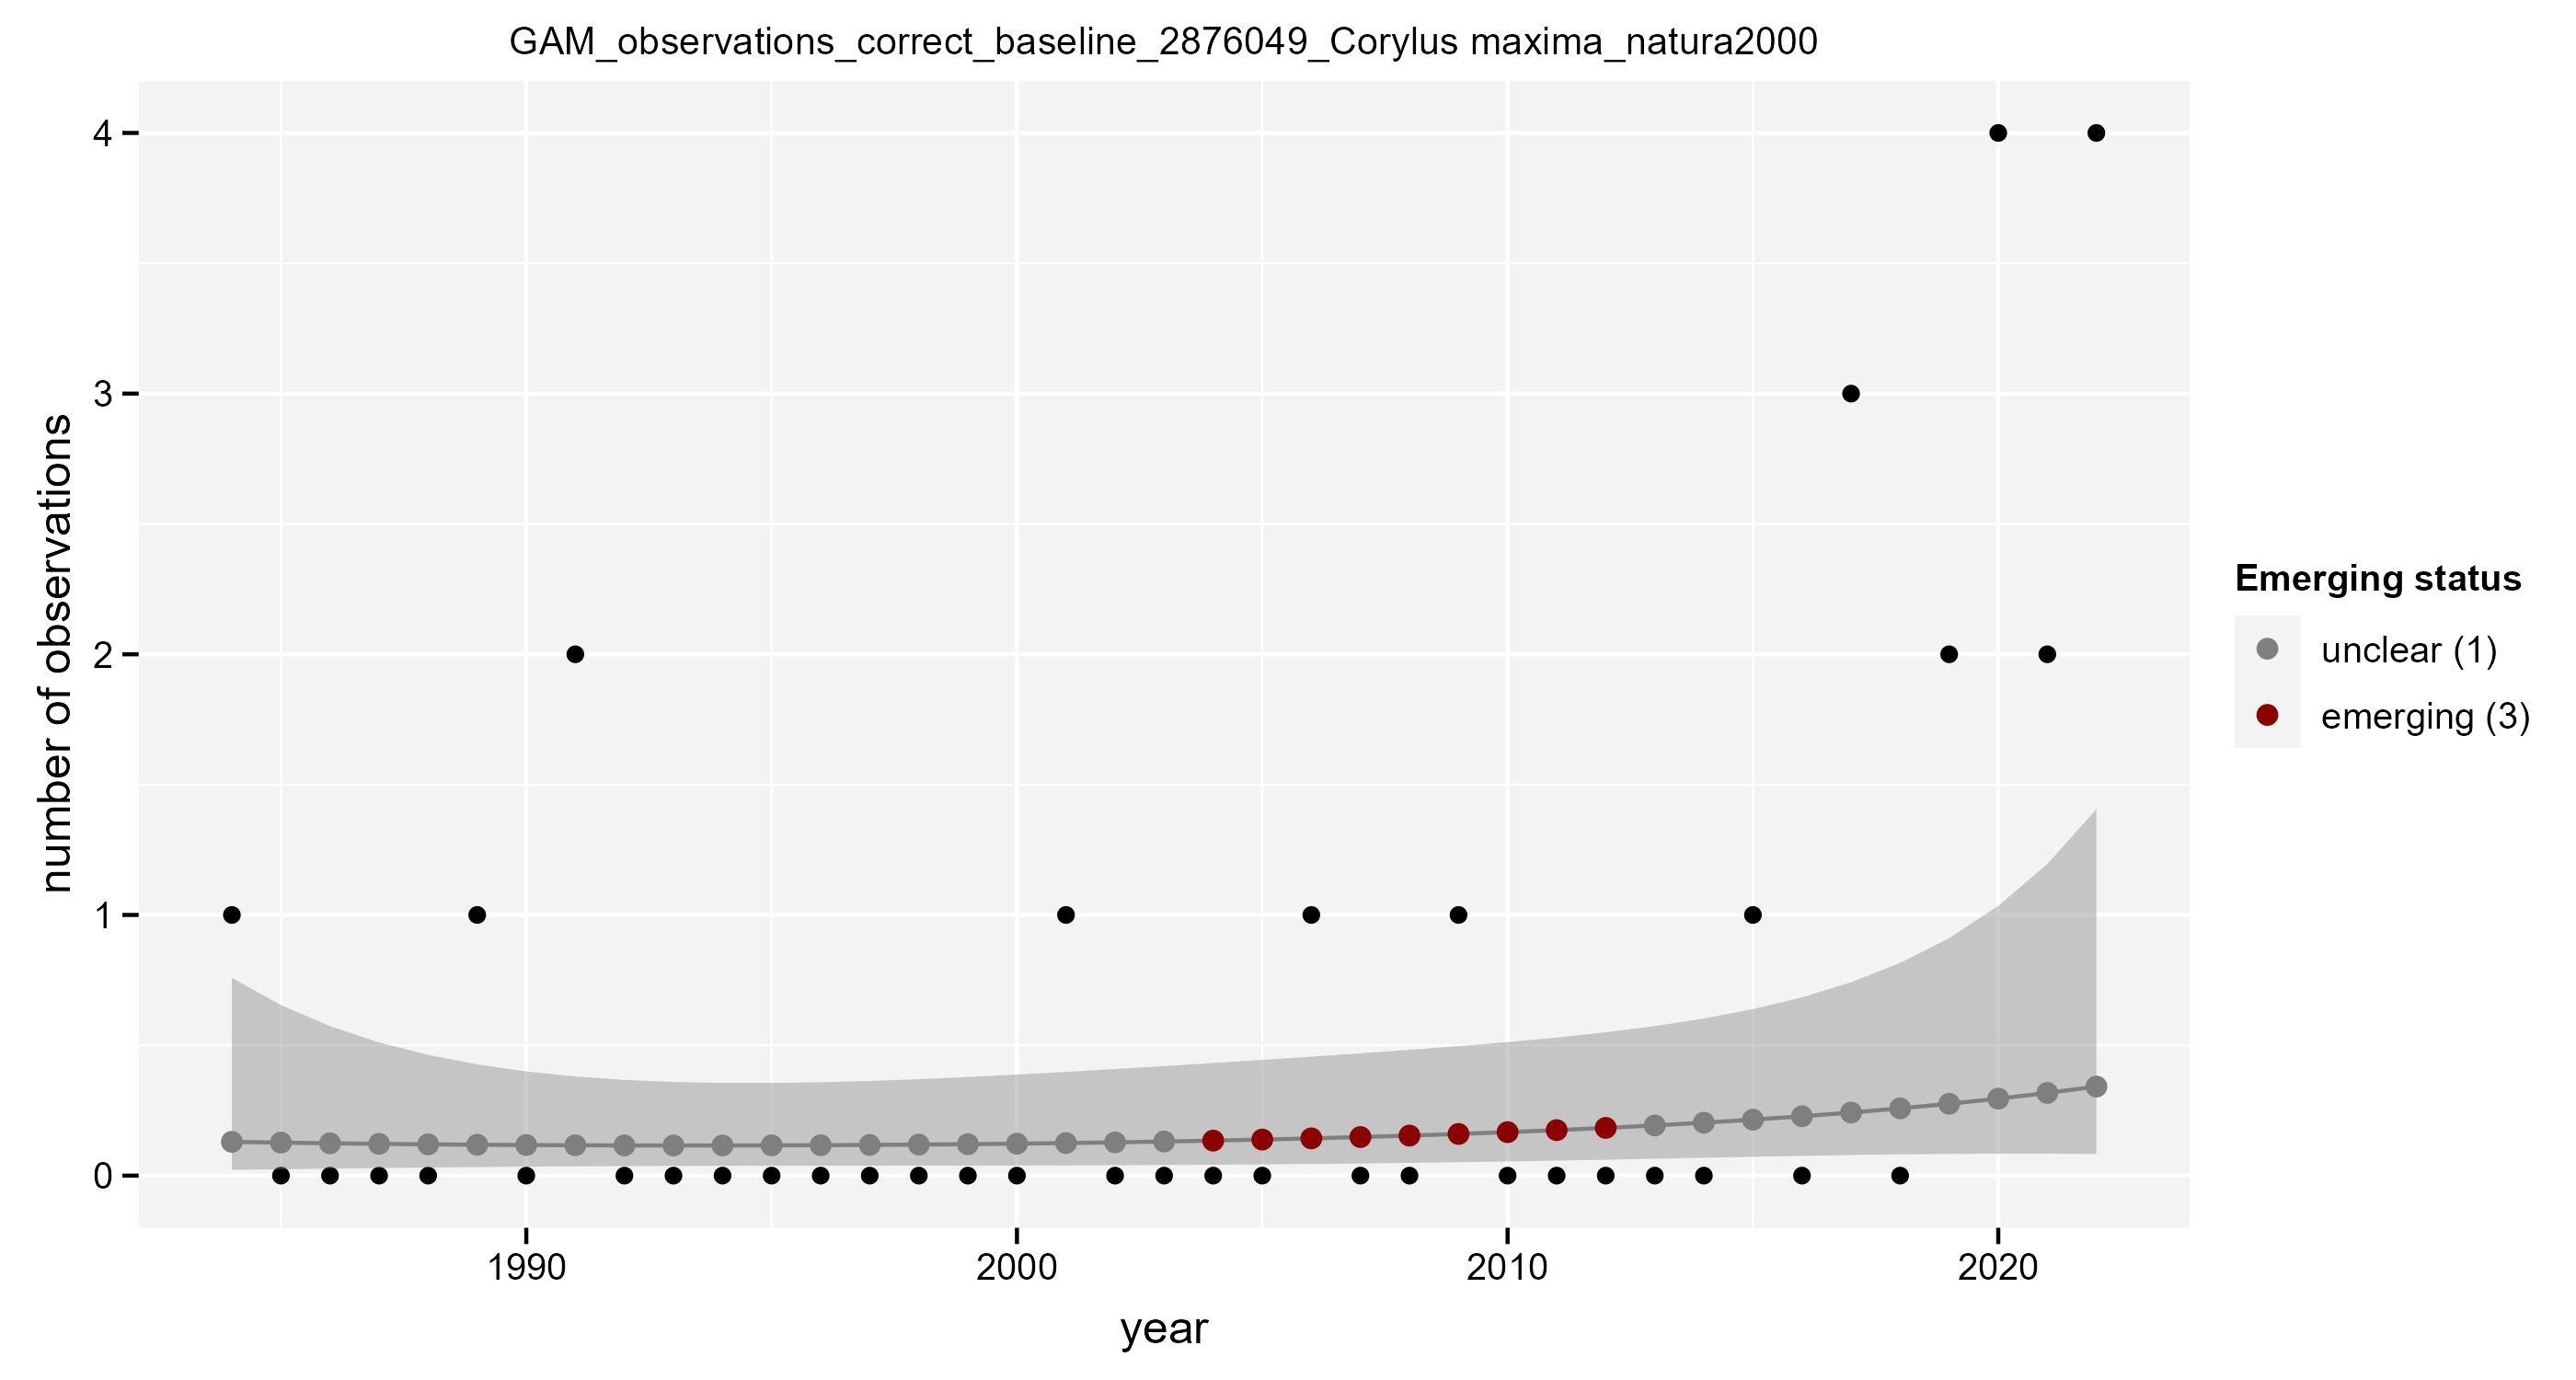 GAM_observations_correct_baseline_2876049_Corylus maxima_natura2000
number of observations
4
3
2
1
0
1990
2000
2010
2020
year
Emerging status
unclear (1)
emerging (3)